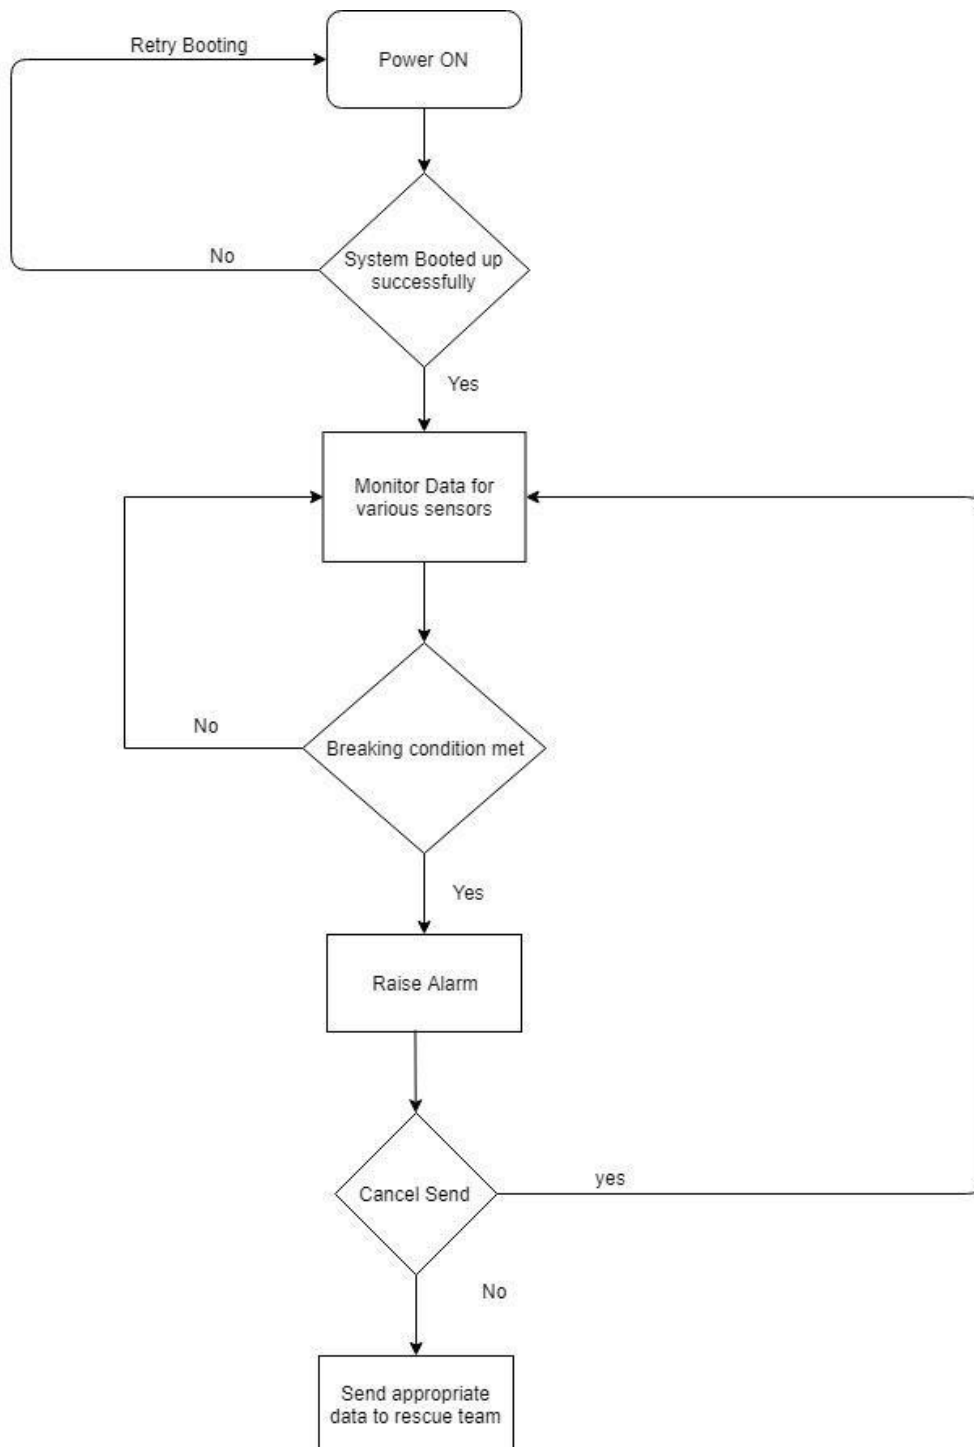 Retry Booting
Power ON
No
System Booted up
successfully
Yes
Monitor Data for
various sensors
No
Breaking condition met
Yes
Raise Alarm
Cancel Send
yes
No
Send appropriate
data to rescue team